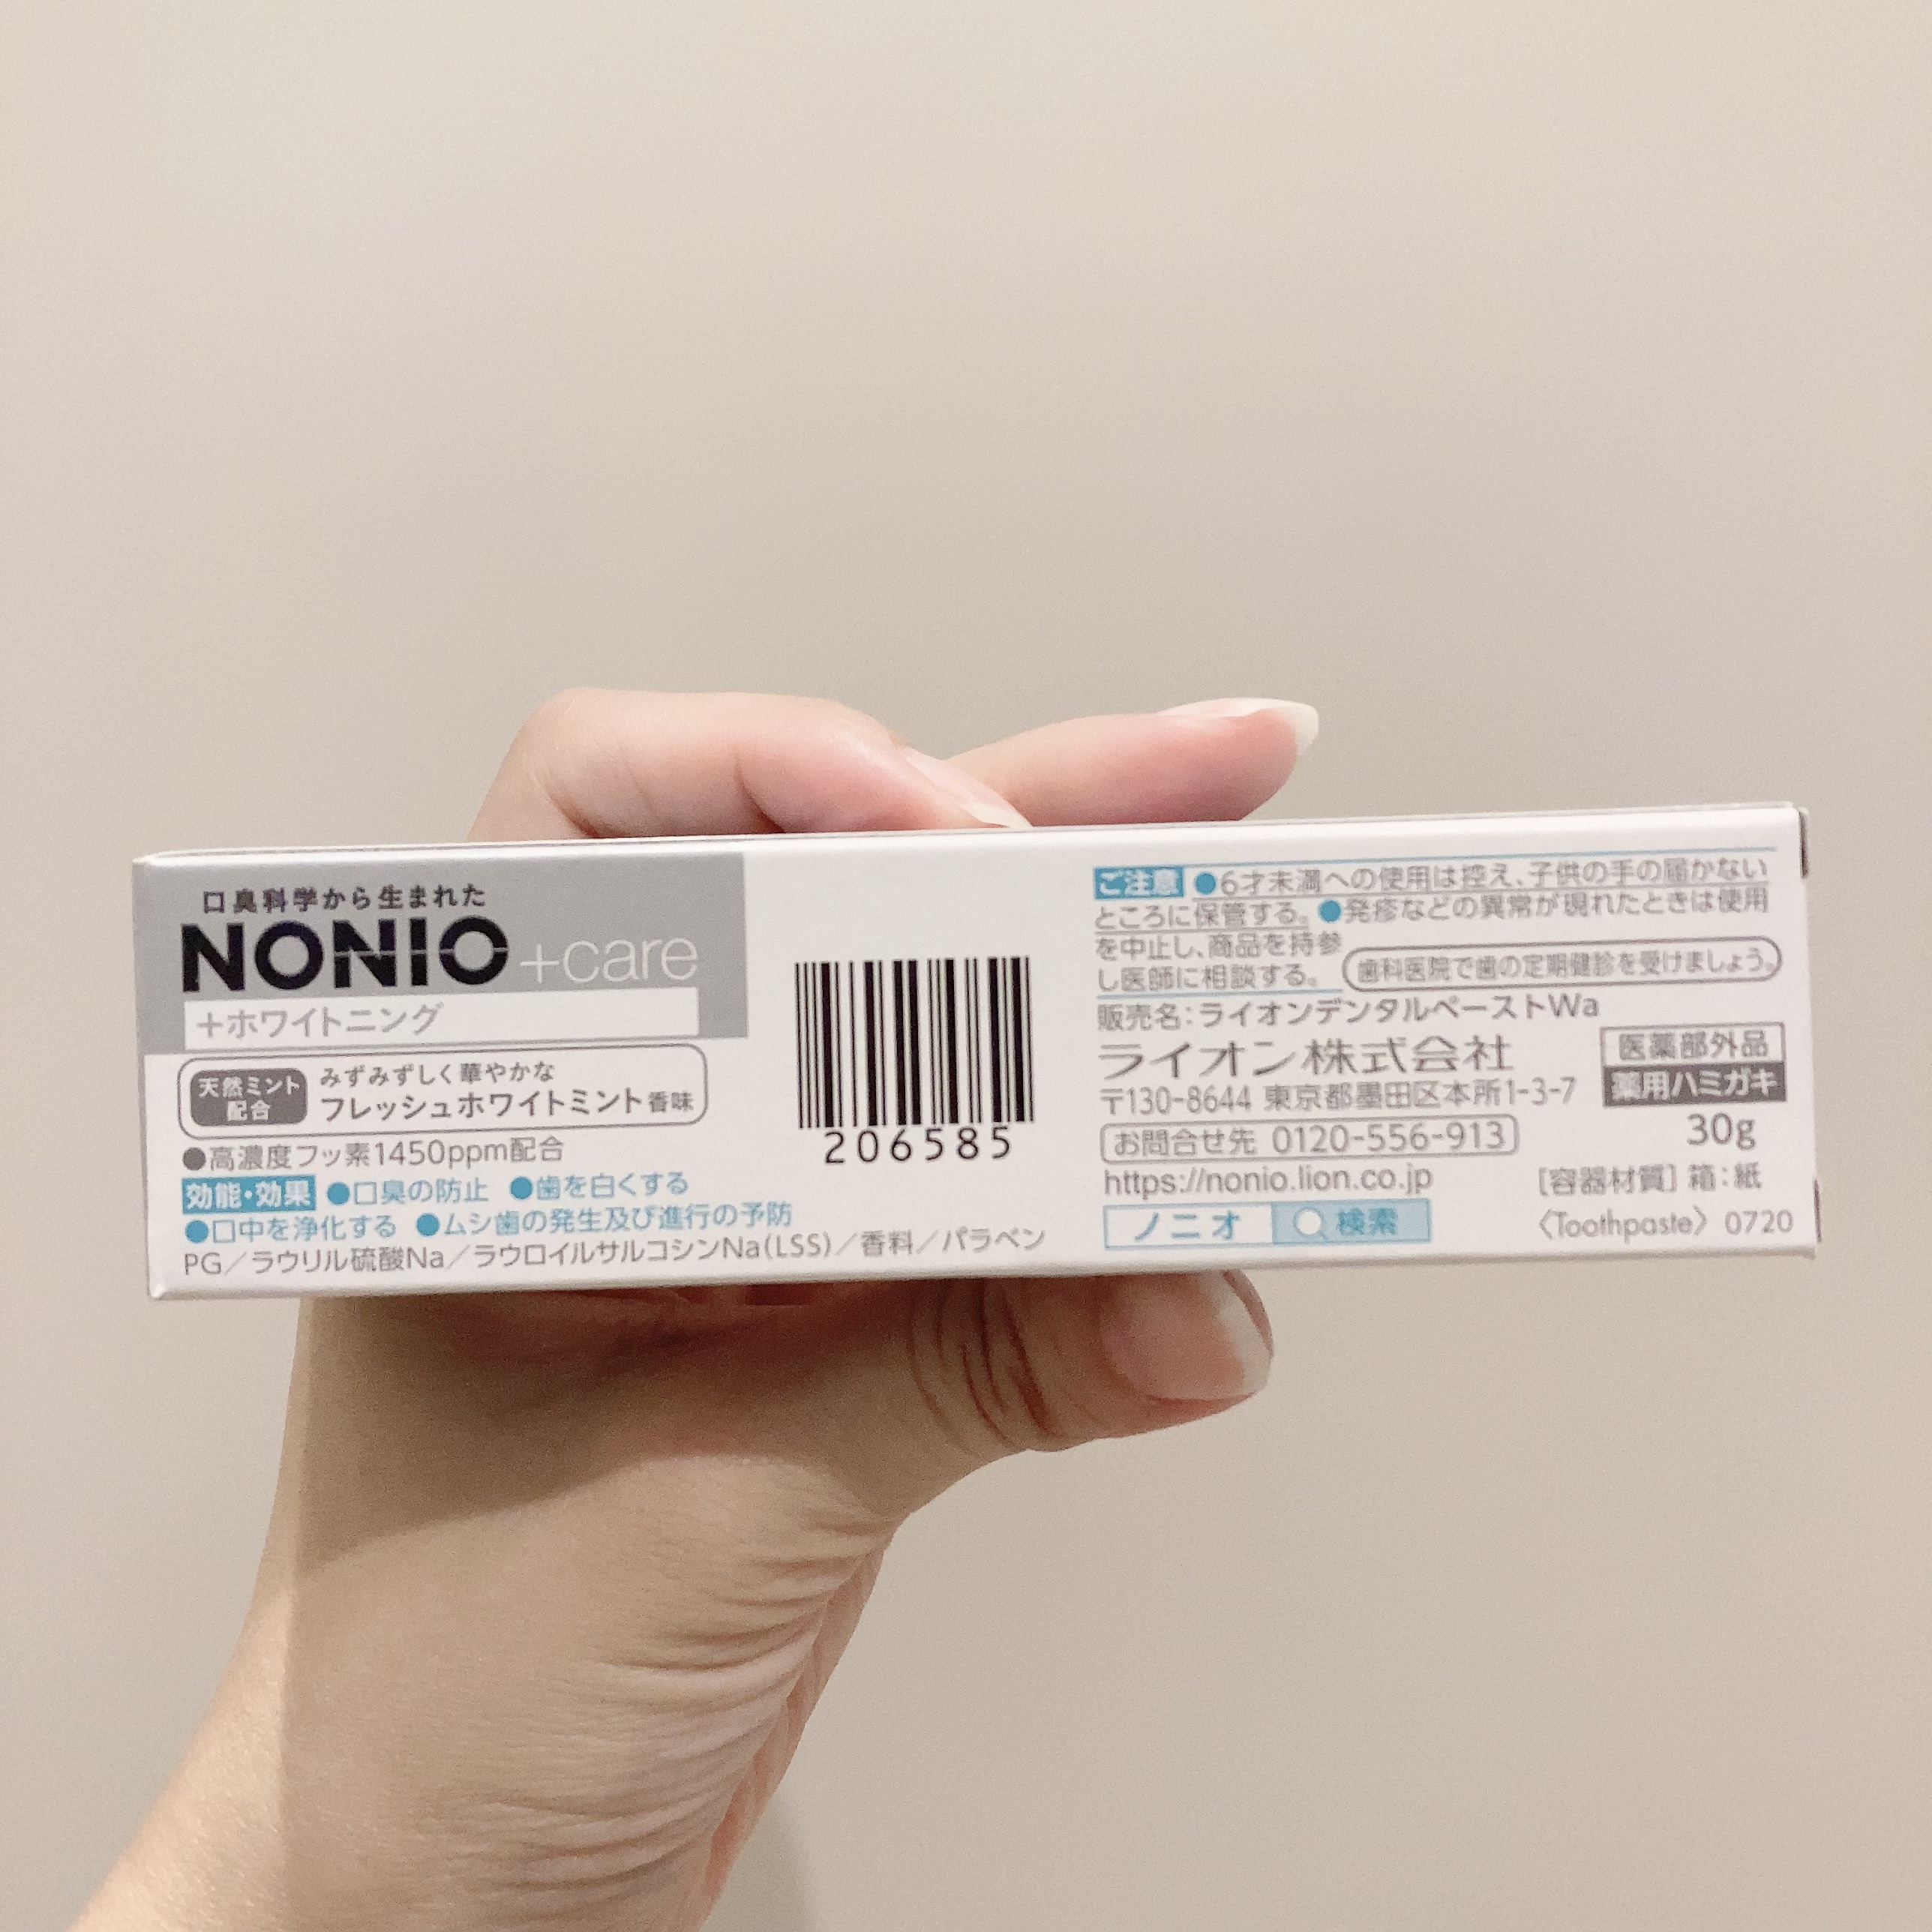 口臭科学から生まれた
NONIO +care
+ホワイトニング
天然ミント
配合
みずみずしく華やかな
フレッシュホワイトミント香味
●高濃度フッ素1450ppm配合
効能・効果 ●口臭の防止 ●歯を白くする
●口中を浄化する ●ムシ歯の発生及び進行の予防
PG／ラウリル硫酸Na／ラウロイルサルコシンNa(LSS)／香料／パラベン
206585
ご注意 ●6才未満への使用は控え、子供の手の届かない
ところに保管する。●発疹などの異常が現れたときは使用
を中止し、商品を持参
し医師に相談する。
歯科医院で歯の定期健診を受けましょう。
販売名:ライオンデンタルペーストWa
ライオン株式会社
〒130-8644 東京都墨田区本所1-3-7
お問合せ先 0120-556-913
https://nonio.lion.co.jp
ノニオ 検索
医薬部外品
薬用ハミガキ
30g
[容器材質] 箱:紙
〈Toothpaste〉 0720